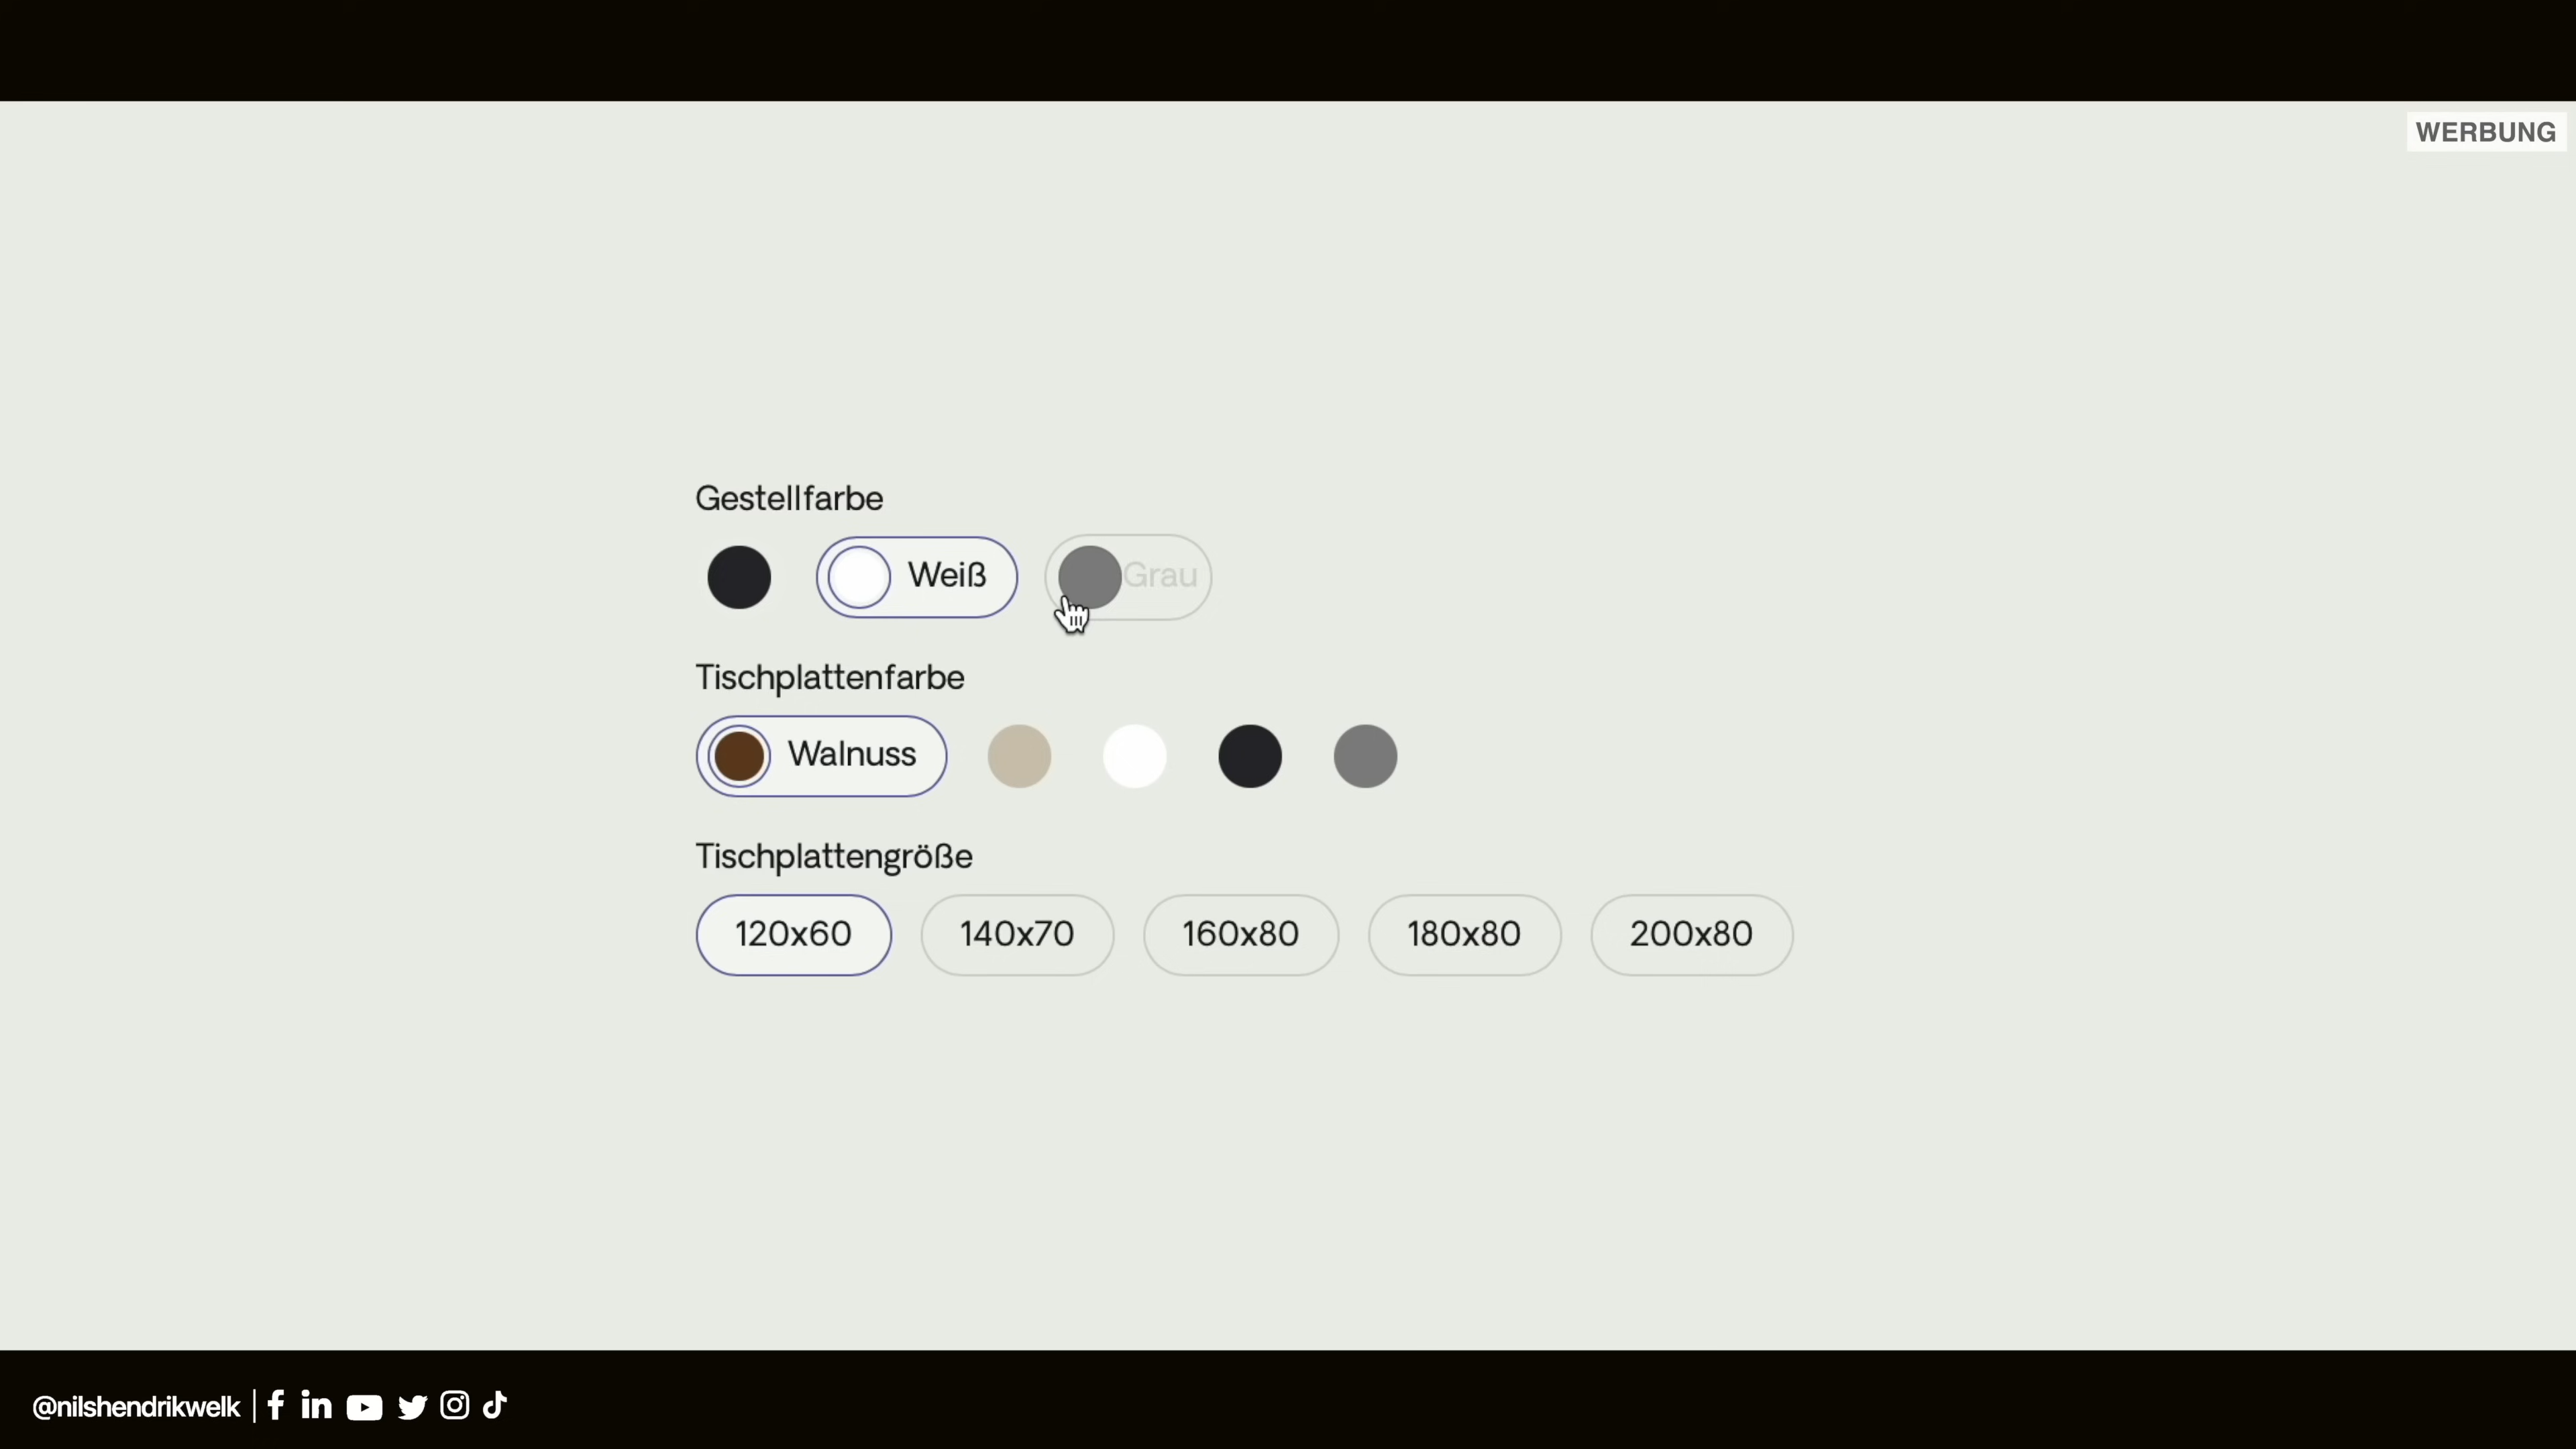 WERBUNG
Gestellfarbe
Weiß
Grau
Tischplattenfarbe
Walnuss
Tischplattengröße
120x60 140x70 160x80 180x80 200x80
@nilshendrikwelk